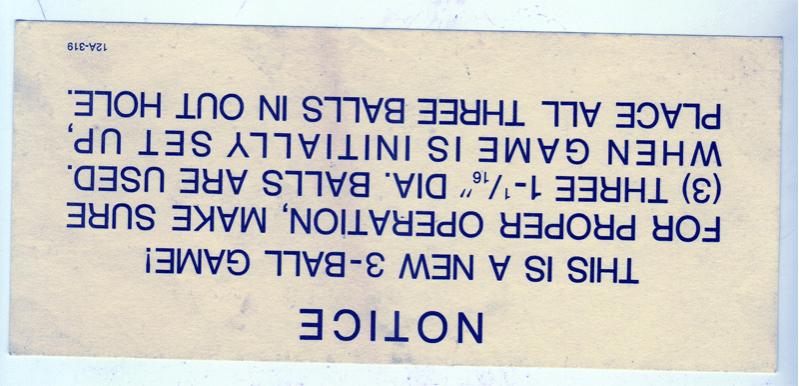 NOTICE
THIS IS A NEW 3-BALL GAME!
FOR PROPER OPERATION, MAKE SURE
(3) THREE 1-1/16" DIA. BALLS ARE USED.
WHEN GAME IS INITIALLY SET UP,
PLACE ALL THREE BALLS IN OUT HOLE.
12A-319